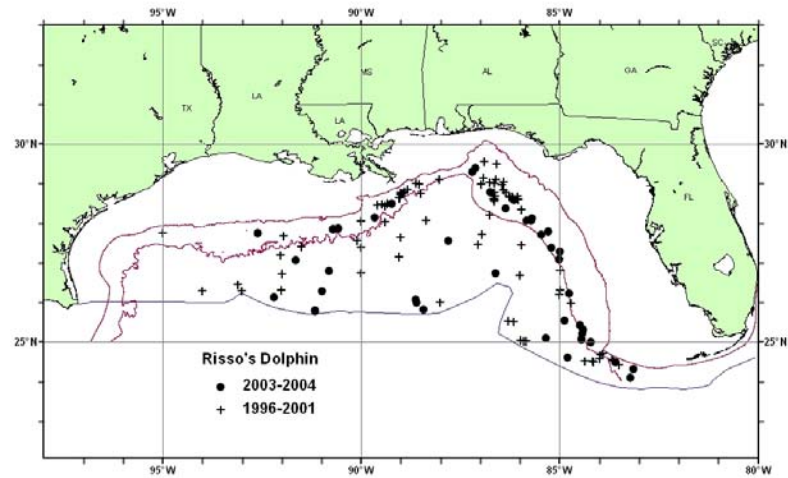 95°W 90°W 85°W
SC
MS AL GA
LA
TX
LA
30°N 30°N
FL
25°N 25°N
Risso's Dolphin
2003-2004
1996-2001
95°W 90°W 85°W 80°W